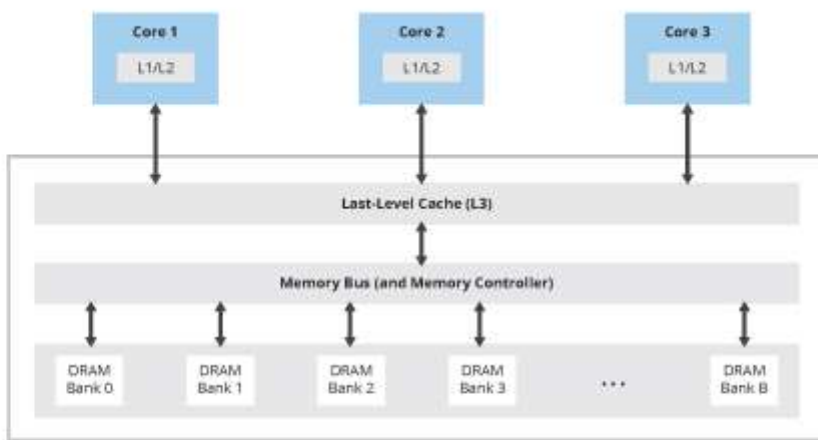 Core 1
L1/L2
Core 2
L1/L2
Core 3
L1/L2
Last-Level Cache (L3)
Memory Bus (and Memory Controller)
DRAM
Bank 0
DRAM
Bank 1
DRAM
Bank 2
DRAM
Bank 3
...
DRAM
Bank B